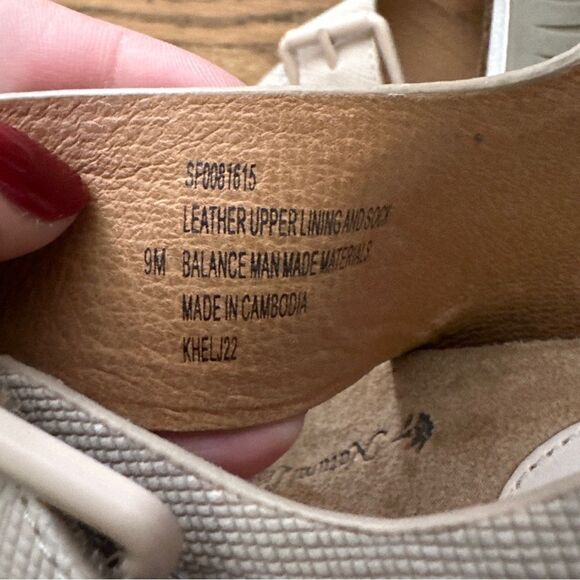 SF0081615
LEATHER UPPER LINING AND SOCK
9M BALANCE MAN MADE MATERIALS
MADE IN CAMBODIA
KHELJ22